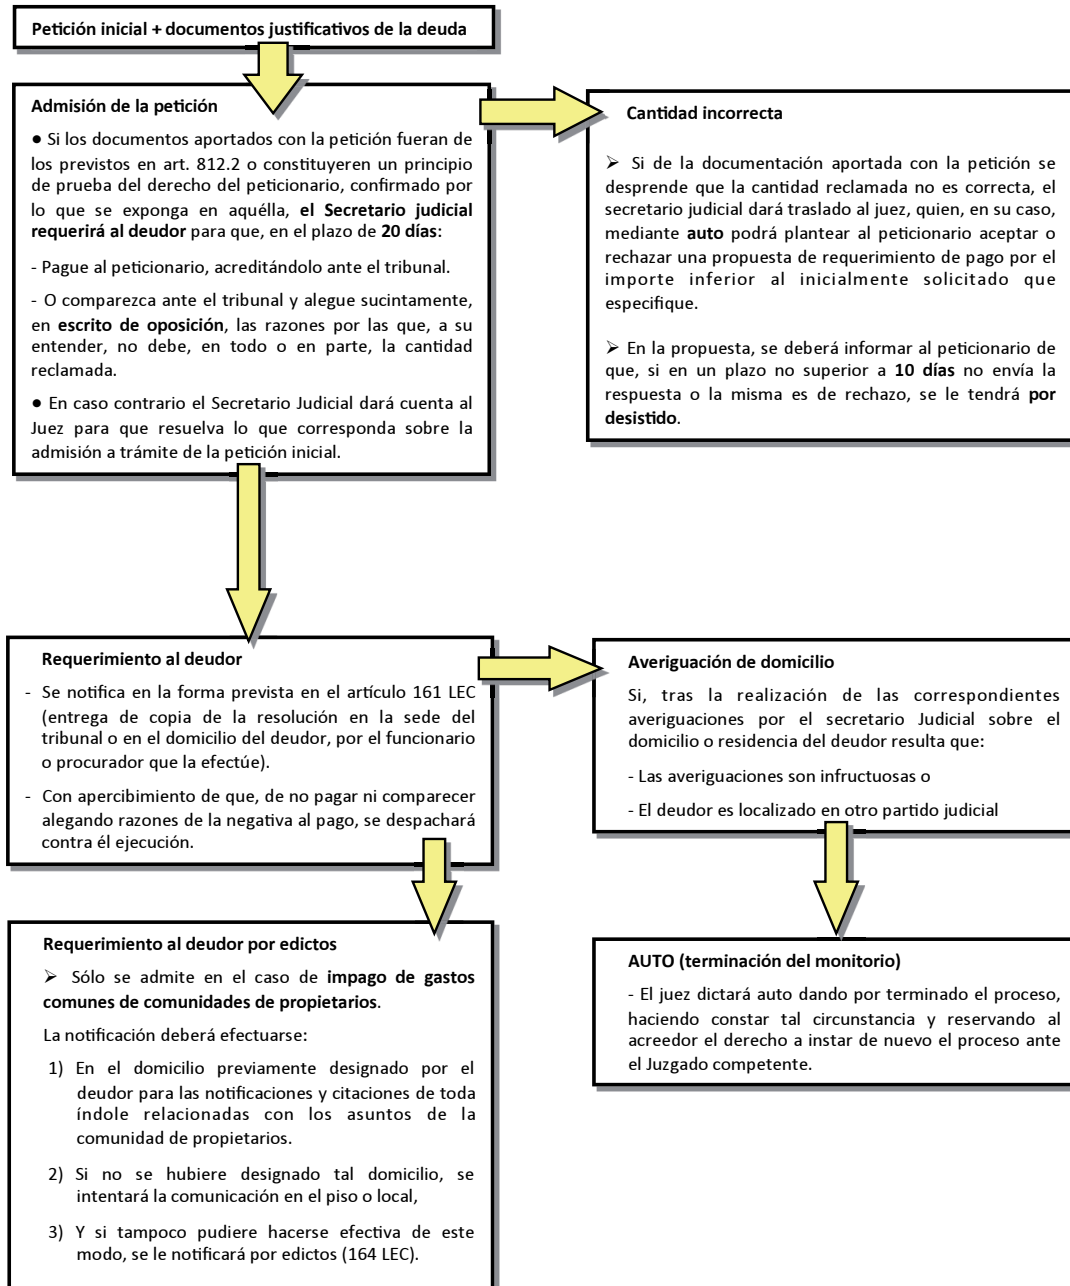 Petición inicial + documentos justificativos de la deuda
Admisión de la petición
● Si los documentos aportados con la petición fueran de
los previstos en art. 812.2 o constituyeren un principio
de prueba del derecho del peticionario, confirmado por
lo que se exponga en aquélla, el Secretario judicial
requerirá al deudor para que, en el plazo de 20 días:
- Pague al peticionario, acreditándolo ante el tribunal.
- O comparezca ante el tribunal y alegue sucintamente,
en escrito de oposición, las razones por las que, a su
entender, no debe, en todo o en parte, la cantidad
reclamada.
● En caso contrario el Secretario Judicial dará cuenta al
Juez para que resuelva lo que corresponda sobre la
admisión a trámite de la petición inicial.
Cantidad incorrecta
➢ Si de la documentación aportada con la petición se
desprende que la cantidad reclamada no es correcta, el
secretario judicial dará traslado al juez, quien, en su caso,
mediante auto podrá plantear al peticionario aceptar o
rechazar una propuesta de requerimiento de pago por el
importe inferior al inicialmente solicitado que
especifique.
➢ En la propuesta, se deberá informar al peticionario de
que, si en un plazo no superior a 10 días no envía la
respuesta o la misma es de rechazo, se le tendrá por
desistido.
Requerimiento al deudor
- Se notifica en la forma prevista en el artículo 161 LEC
(entrega de copia de la resolución en la sede del
tribunal o en el domicilio del deudor, por el funcionario
o procurador que la efectúe).
- Con apercibimiento de que, de no pagar ni comparecer
alegando razones de la negativa al pago, se despachará
contra él ejecución.
Averiguación de domicilio
Si, tras la realización de las correspondientes
averiguaciones por el secretario Judicial sobre el
domicilio o residencia del deudor resulta que:
- Las averiguaciones son infructuosas o
- El deudor es localizado en otro partido judicial
Requerimiento al deudor por edictos
➢ Sólo se admite en el caso de impago de gastos
comunes de comunidades de propietarios.
La notificación deberá efectuarse:
1) En el domicilio previamente designado por el
deudor para las notificaciones y citaciones de toda
índole relacionadas con los asuntos de la
comunidad de propietarios.
2) Si no se hubiere designado tal domicilio, se
intentará la comunicación en el piso o local,
3) Y si tampoco pudiere hacerse efectiva de este
modo, se le notificará por edictos (164 LEC).
AUTO (terminación del monitorio)
- El juez dictará auto dando por terminado el proceso,
haciendo constar tal circunstancia y reservando al
acreedor el derecho a instar de nuevo el proceso ante
el Juzgado competente.